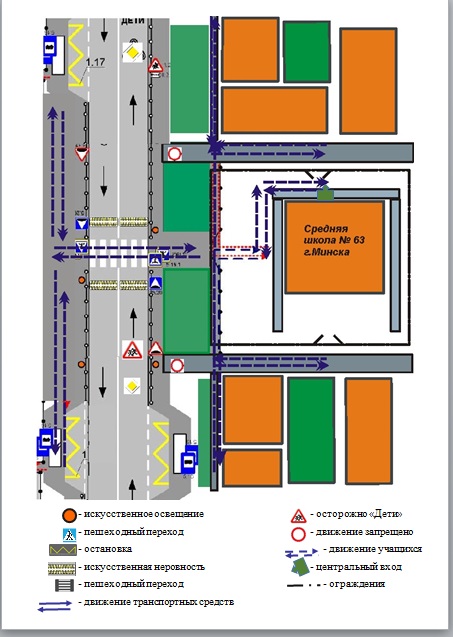 ДЕТИ
1.17
Средняя
школа № 63
г.Минска
- искусственное освещение
- пешеходный переход
- остановка
- искусственная неровность
- пешеходный переход
- движение транспортных средств
- осторожно «Дети»
- движение запрещено
- движение учащихся
- центральный вход
- ограждения